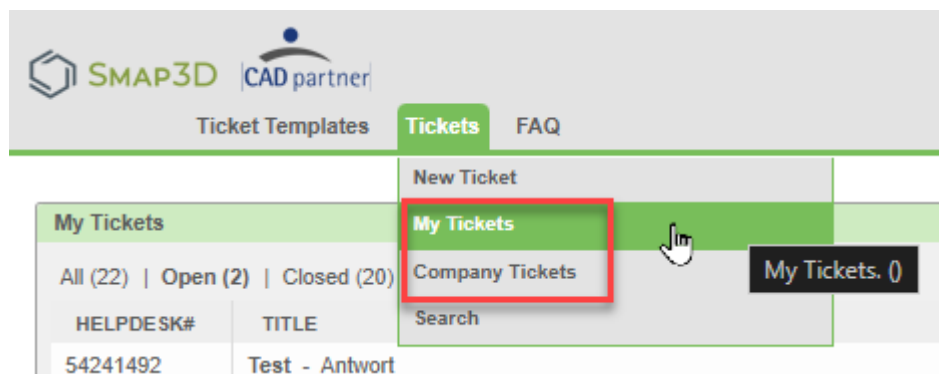 SMAP3D CAD partner
Ticket Templates Tickets FAQ
New Ticket
My Tickets
Company Tickets
Search
My Tickets. ()
My Tickets
All (22) | Open (2) | Closed (20)
HELPDESK# TITLE
54241492 Test - Antwort